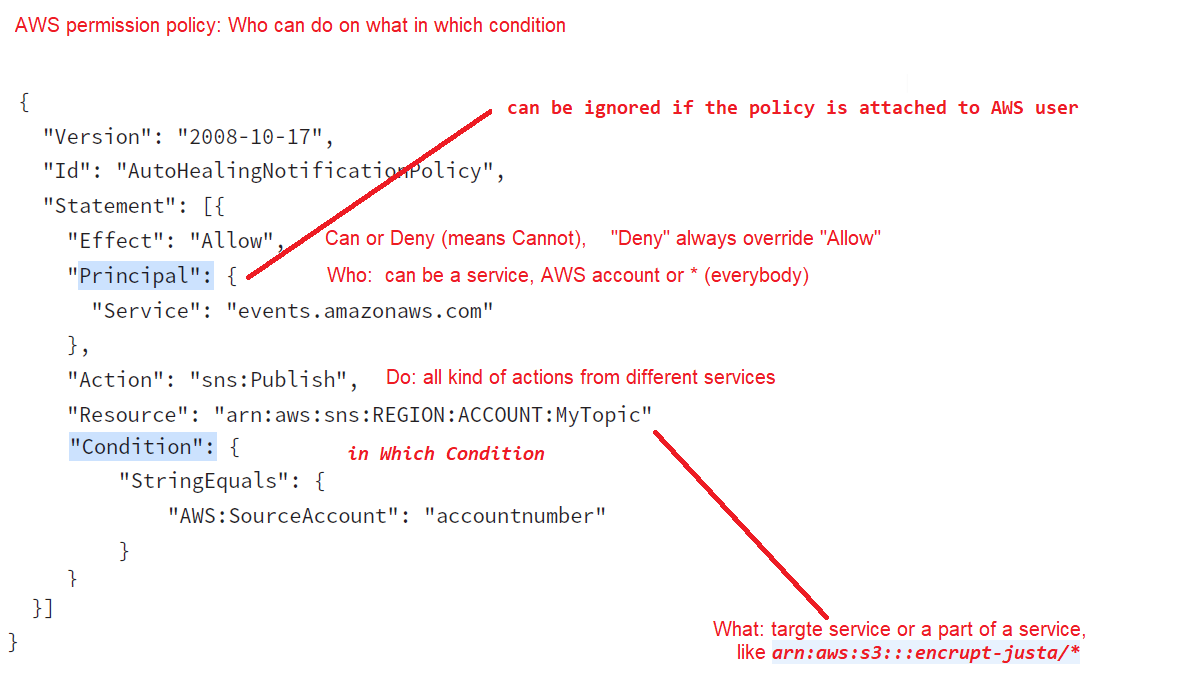 AWS permission policy: Who can do on what in which condition
{
can be ignored if the policy is attached to AWS user
"Version": "2008-10-17",
"Id": "AutoHealingNotificationPolicy",
"Statement": [{
"Effect": "Allow", Can or Deny (means Cannot), "Deny" always override "Allow"
"Principal": { Who: can be a service, AWS account or * (everybody)
"Service": "events.amazonaws.com"
},
"Action": "sns:Publish", Do: all kind of actions from different services
"Resource": "arn:aws:sns:REGION:ACCOUNT:MyTopic"
"Condition": { in Which Condition
"StringEquals": {
"AWS:SourceAccount": "accountnumber"
}
}
}]
}
What: targte service or a part of a service,
like arn:aws:s3:::encrypt-justa/*